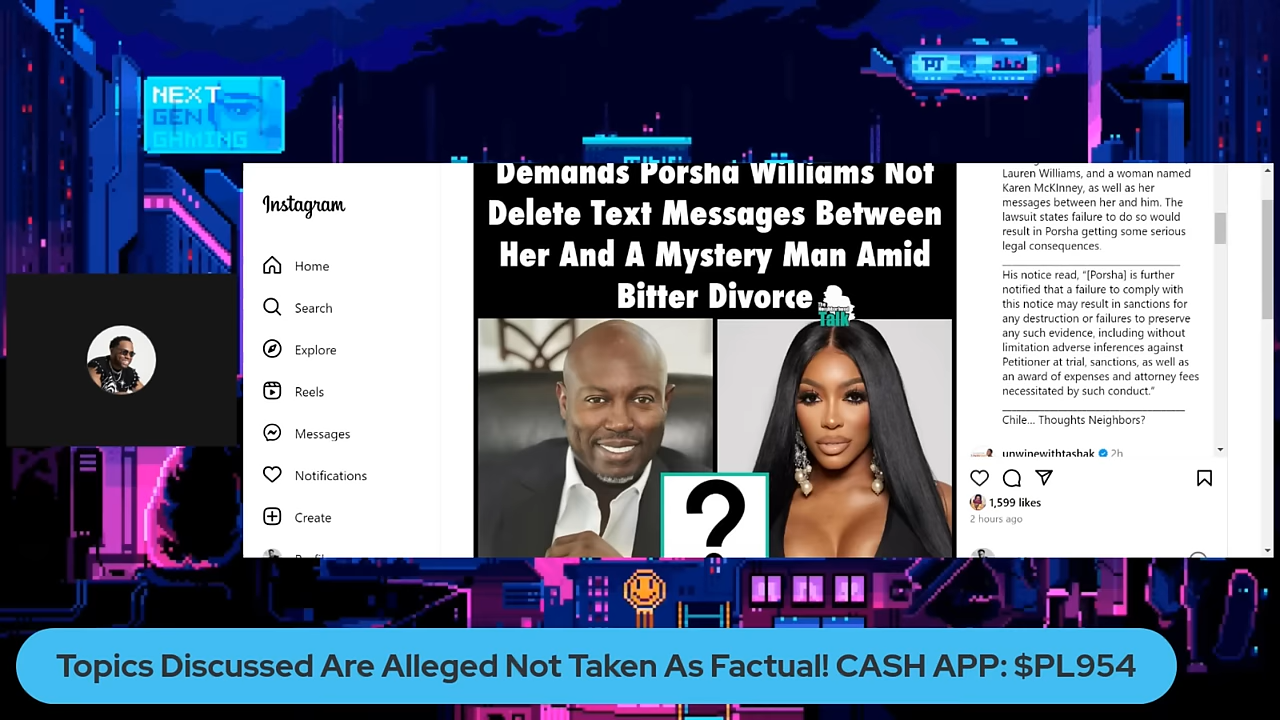 NEXT
GEN
GAMING
Instagram
Home
Search
Explore
Reels
Messages
Notifications
Create
Demands Porsha Williams Not
Delete Text Messages Between
Her And A Mystery Man Amid
Bitter Divorce
The Neighborhood
Talk
?
Lauren Williams, and a woman named
Karen McKinney, as well as her
messages between her and him. The
lawsuit states failure to do so would
result in Porsha getting some serious
legal consequences.
His notice read, “[Porsha] is further
notified that a failure to comply with
this notice may result in sanctions for
any destruction or failures to preserve
any such evidence, including without
limitation adverse inferences against
Petitioner at trial, sanctions, as well as
an award of expenses and attorney fees
necessitated by such conduct.”
Chile... Thoughts Neighbors?
unwinewithtashak 2h
1,599 likes
2 hours ago
Topics Discussed Are Alleged Not Taken As Factual! CASH APP: $PL954